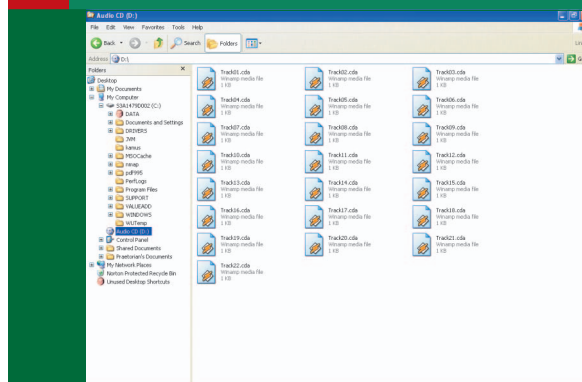 Audio CD (D:)
File Edit View Favorites Tools Help
Back Search Folders
Address D:\
Folders
Desktop
My Documents
My Computer
S3A1479D002 (C:)
DATA
Documents and Settings
DRIVERS
JVM
kamus
MSOCache
nmap
pdf995
PerfLogs
Program Files
SUPPORT
VALUEADD
WINDOWS
WUTemp
Audio CD (D:)
Control Panel
Shared Documents
Praetorian's Documents
My Network Places
Norton Protected Recycle Bin
Unused Desktop Shortcuts
Track01.cda
Winamp media file
1 KB
Track02.cda
Winamp media file
1 KB
Track03.cda
Winamp media file
1 KB
Track04.cda
Winamp media file
1 KB
Track05.cda
Winamp media file
1 KB
Track06.cda
Winamp media file
1 KB
Track07.cda
Winamp media file
1 KB
Track08.cda
Winamp media file
1 KB
Track09.cda
Winamp media file
1 KB
Track10.cda
Winamp media file
1 KB
Track11.cda
Winamp media file
1 KB
Track12.cda
Winamp media file
1 KB
Track13.cda
Winamp media file
1 KB
Track14.cda
Winamp media file
1 KB
Track15.cda
Winamp media file
1 KB
Track16.cda
Winamp media file
1 KB
Track17.cda
Winamp media file
1 KB
Track18.cda
Winamp media file
1 KB
Track19.cda
Winamp media file
1 KB
Track20.cda
Winamp media file
1 KB
Track21.cda
Winamp media file
1 KB
Track22.cda
Winamp media file
1 KB